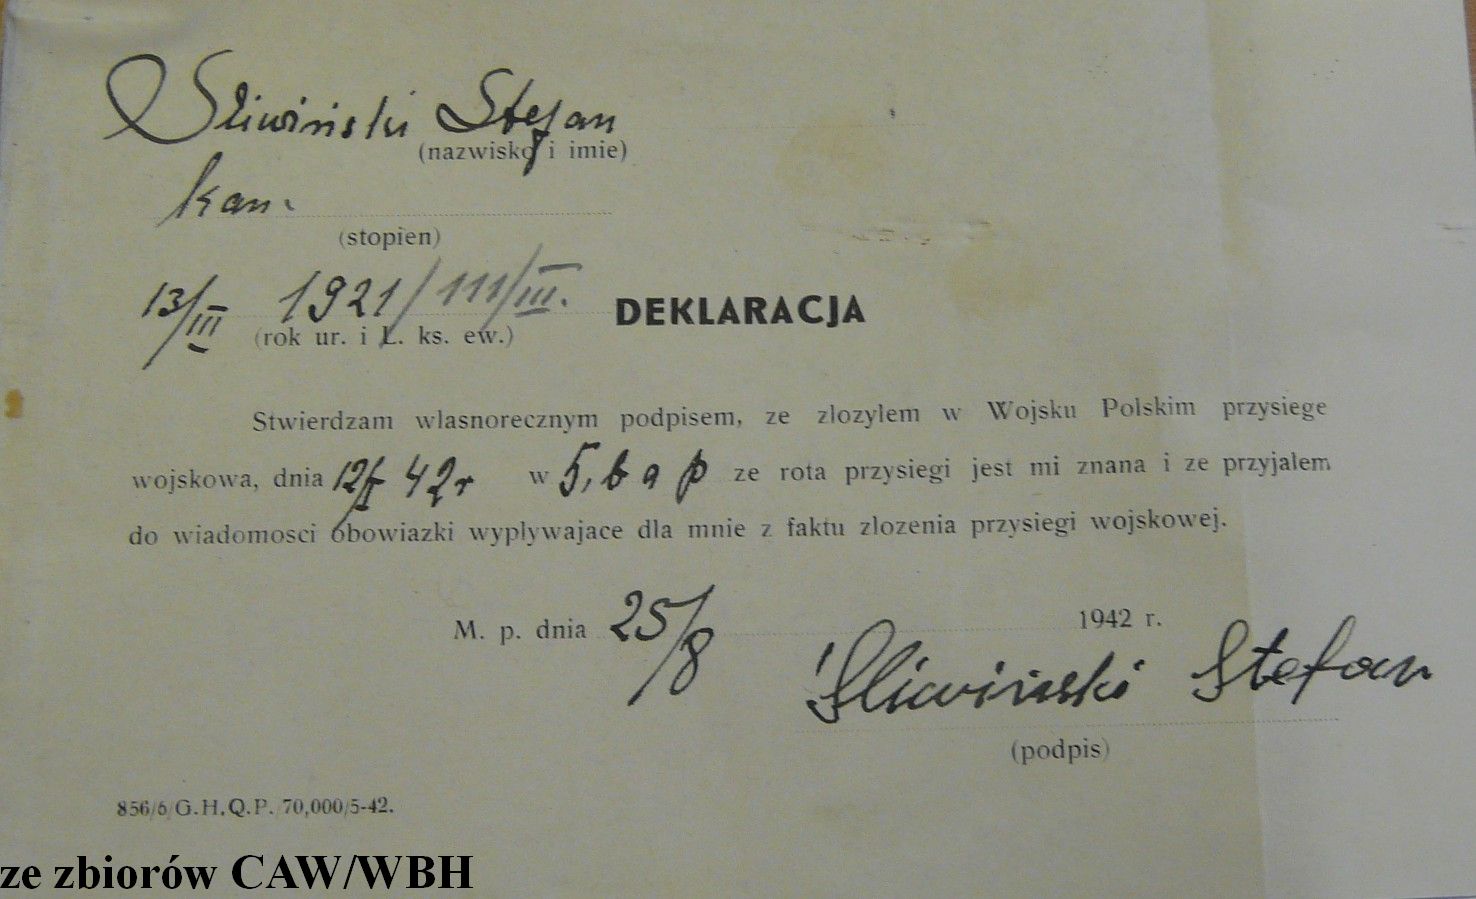 Śliwiński Stefan
(nazwisko i imie)
kan.
(stopien)
13/III 1921/111/III.
(rok ur. i L. ks. ew.)
DEKLARACJA
Stwierdzam wlasnorecznym podpisem, ze zlozylem w Wojsku Polskim przysiege
wojskowa, dnia 42r w 5, b a p ze rota przysiegi jest mi znana i ze przyjalem
do wiadomosci obowiazki wyplywajace dla mnie z faktu zlozenia przysiegi wojskowej.
M. p. dnia 25/8 1942 r.
Śliwiński Stefan
(podpis)
856/6/G.H.Q.P. 70,000/5-42.
ze zbiorów CAW/WBH